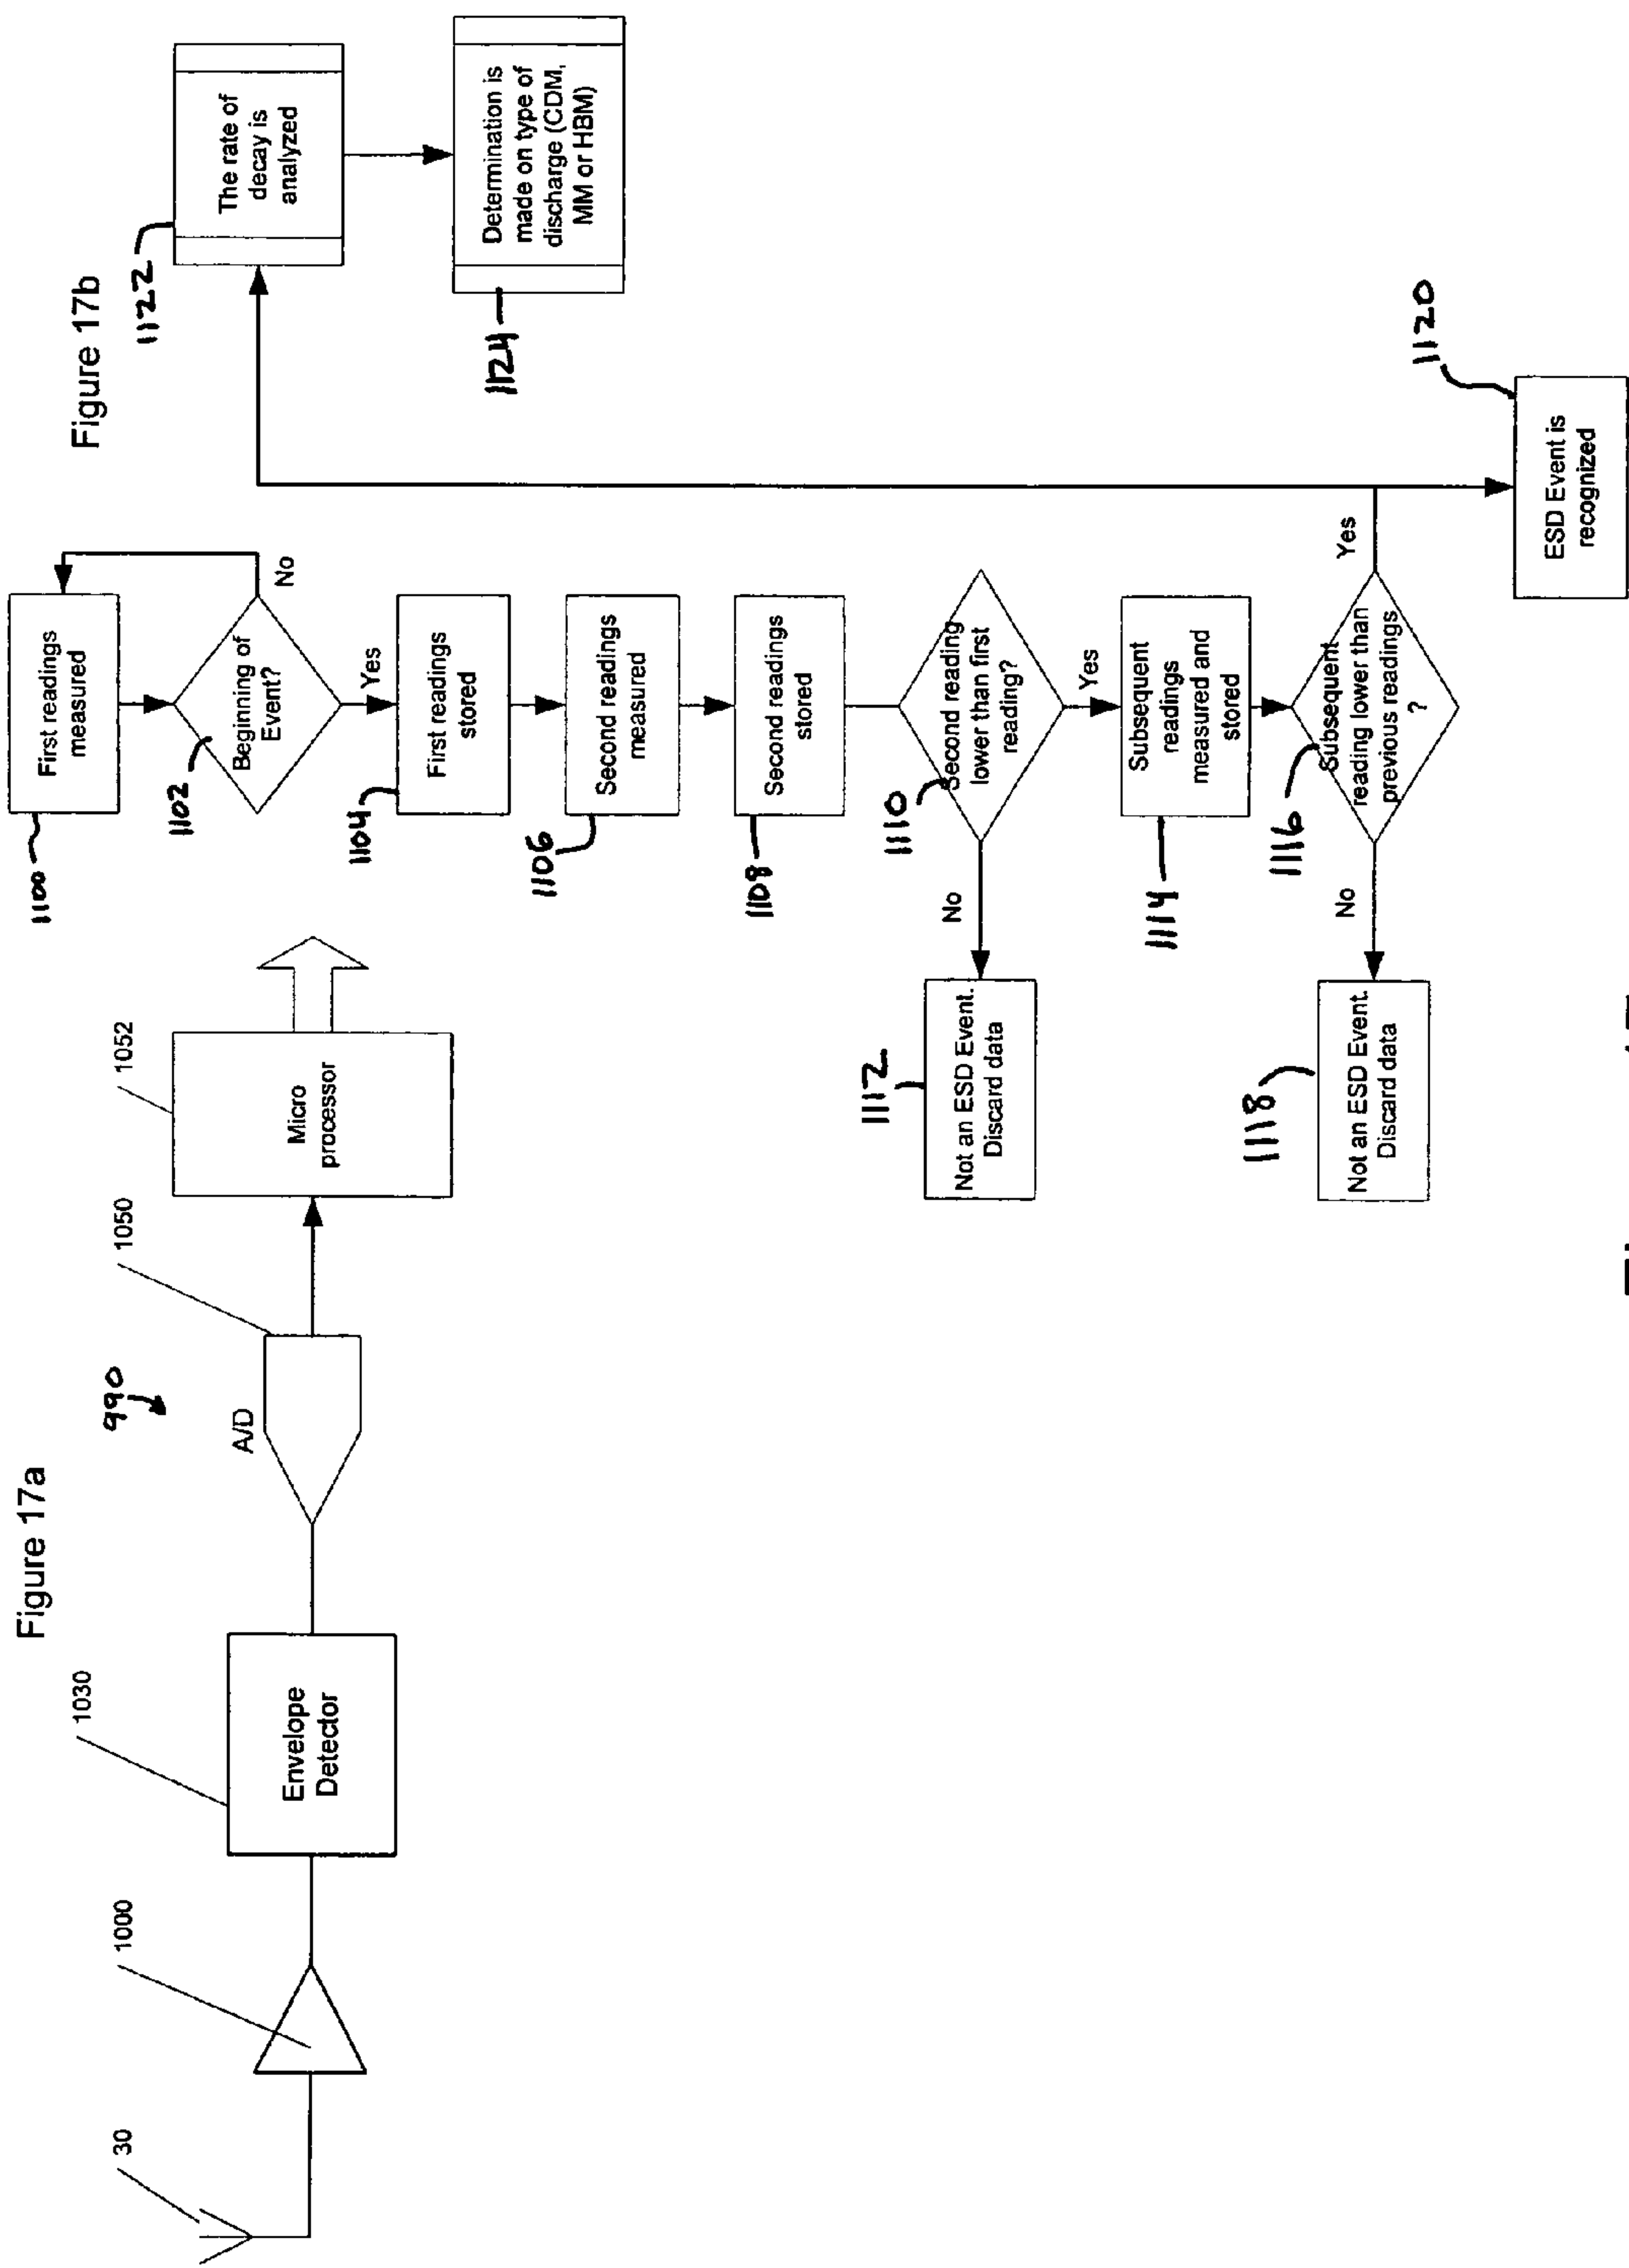 Figure 17a
990
30
1000
1030
Envelope
Detector
A/D
1050
1052
Micro
processor
Figure 17b
1100
First readings
measured
1102
Beginning of
Event?
No
Yes
1104
First readings
stored
1106
Second readings
measured
1108
Second readings
stored
1110
Second reading
lower than first
reading?
No
Yes
1112
Not an ESD Event.
Discard data
1114
Subsequent
readings
measured and
stored
1116
Subsequent
reading lower than
previous readings
?
No
Yes
1118
Not an ESD Event.
Discard data
1120
ESD Event is
recognized
1122
The rate of
decay is
analyzed
1124
Determination is
made on type of
discharge (CDM,
MM or HBM)